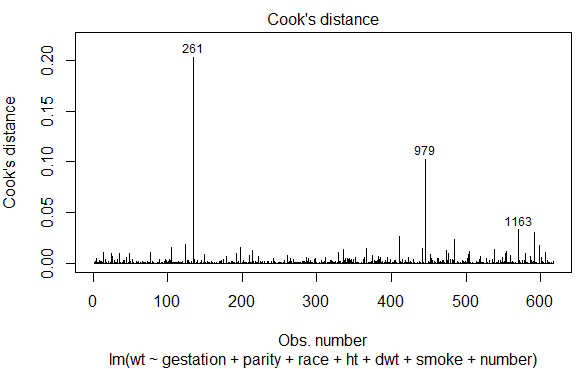 Cook's distance
Cook's distance
0.00
0.05
0.10
0.15
0.20
261
979
1163
0 100 200 300 400 500 600
Obs. number
lm(wt ~ gestation + parity + race + ht + dwt + smoke + number)